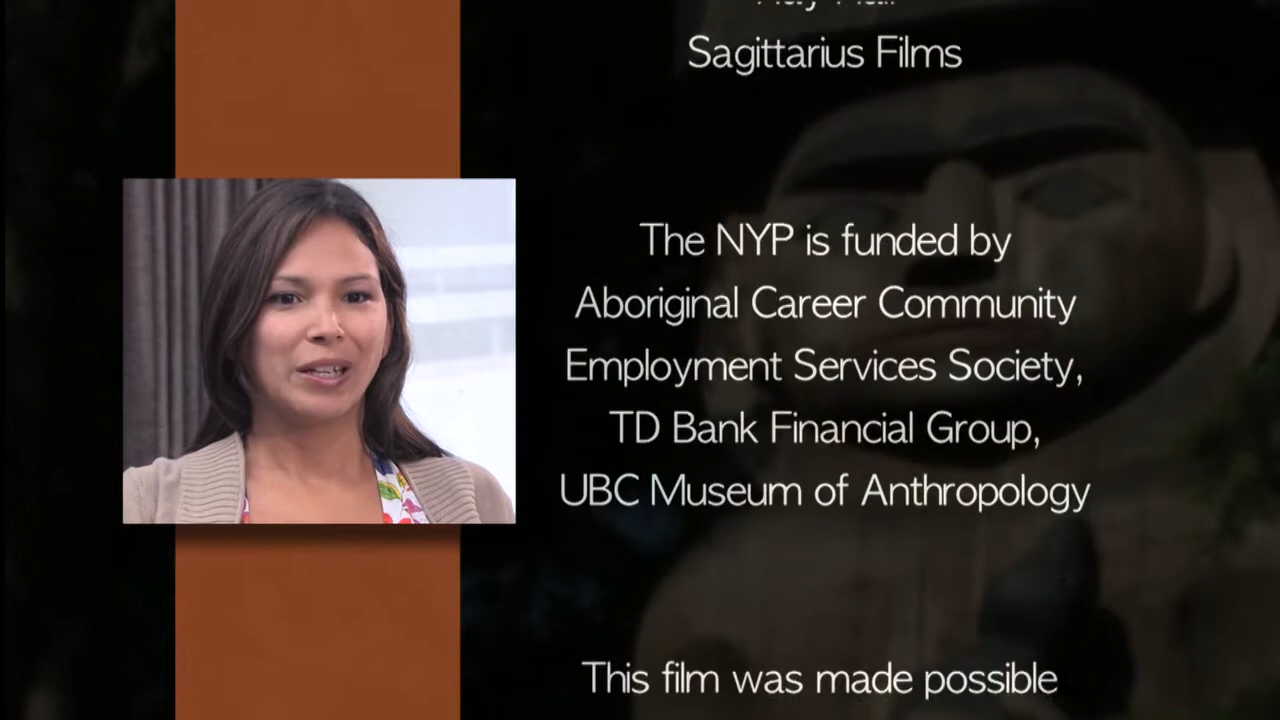 Sagittarius Films
The NYP is funded by
Aboriginal Career Community
Employment Services Society,
TD Bank Financial Group,
UBC Museum of Anthropology
This film was made possible